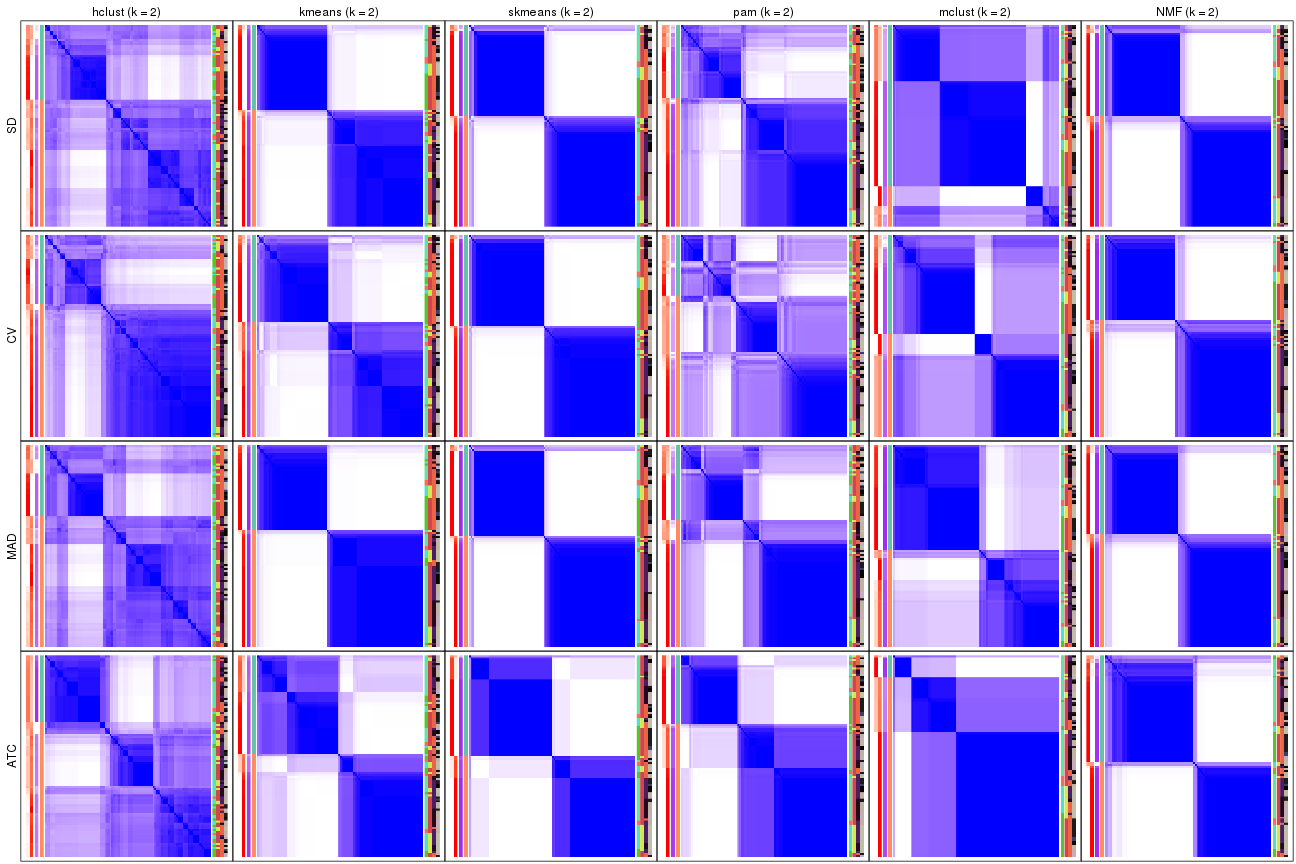 hclust (k = 2) kmeans (k = 2) skmeans (k = 2) pam (k = 2) mclust (k = 2) NMF (k = 2)
SD
CV
MAD
ATC